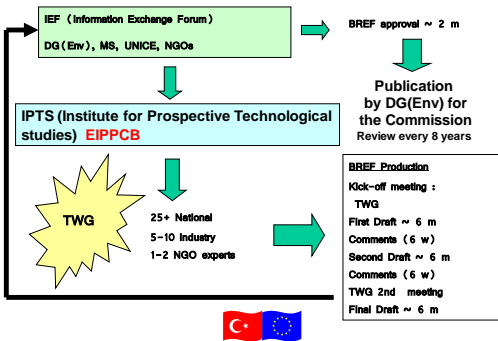 IEF (Information Exchange Forum)
DG(Env), MS, UNICE, NGOs
BREF approval ~ 2 m
Publication
by DG(Env) for
the Commission
Review every 8 years
IPTS (Institute for Prospective Technological
studies) EIPPCB
TWG
25+ National
5-10 Industry
1-2 NGO experts
BREF Production
Kick-off meeting :
TWG
First Draft ~ 6 m
Comments (6 w)
Second Draft ~ 6 m
Comments (6 w)
TWG 2nd meeting
Final Draft ~ 6 m